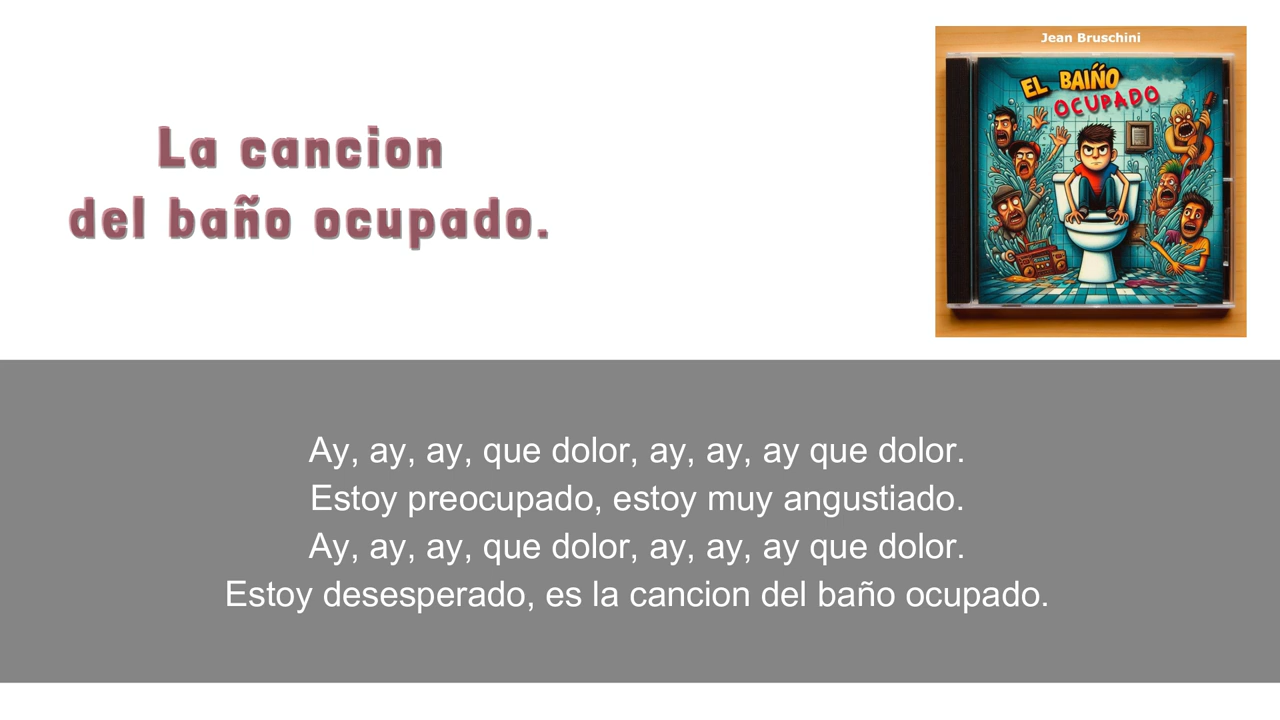 La cancion
del baño ocupado.
Jean Bruschini
EL BAIÑO
OCUPADO
Ay, ay, ay, que dolor, ay, ay, ay que dolor.
Estoy preocupado, estoy muy angustiado.
Ay, ay, ay, que dolor, ay, ay, ay que dolor.
Estoy desesperado, es la cancion del baño ocupado.